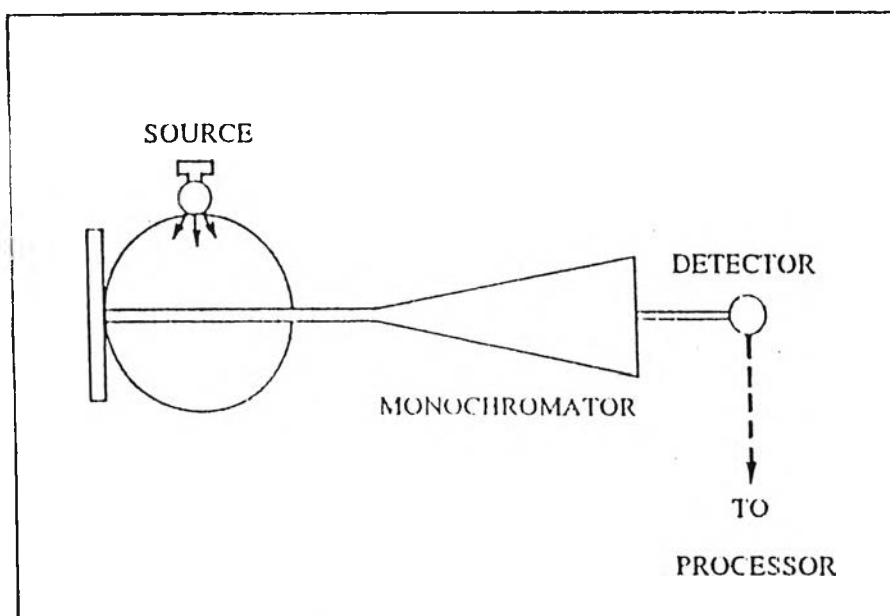 SOURCE
DETECTOR
MONOCHROMATOR
TO
PROCESSOR